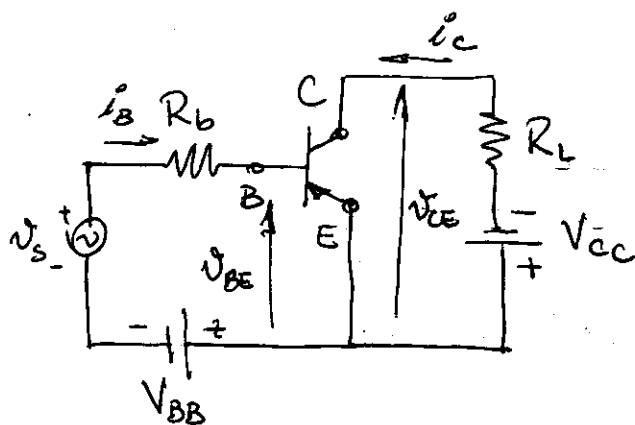 i_C
C
i_B R_b
R_L
B
v_s + -
E
v_BE
v_CE
- V_CC
+
- +
V_BB